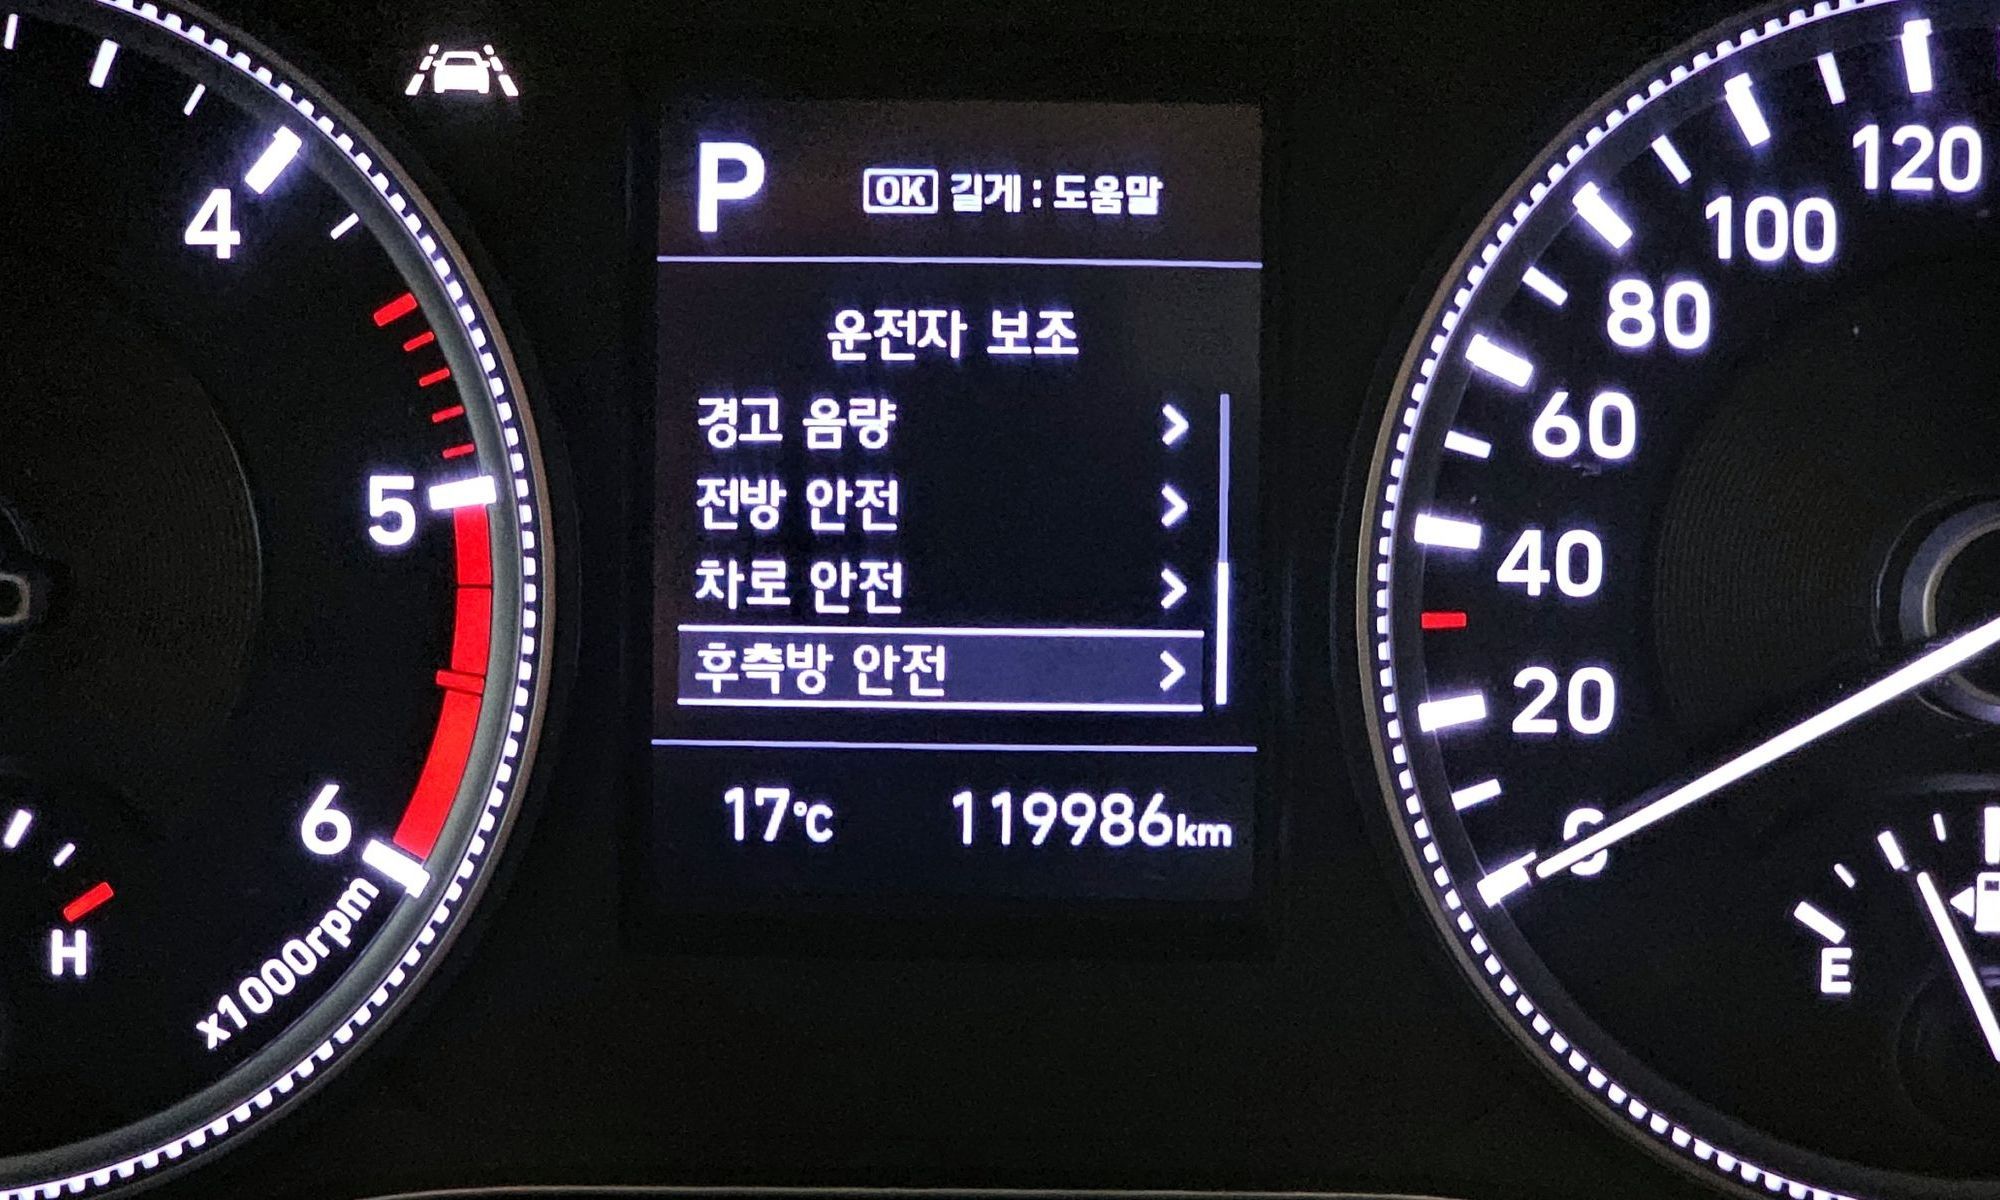 P
OK 길게 : 도움말
운전자 보조
경고 음량
전방 안전
차로 안전
후측방 안전
17°C 119986km
4
5
6
x1000rpm
H
120
100
80
60
40
20
E